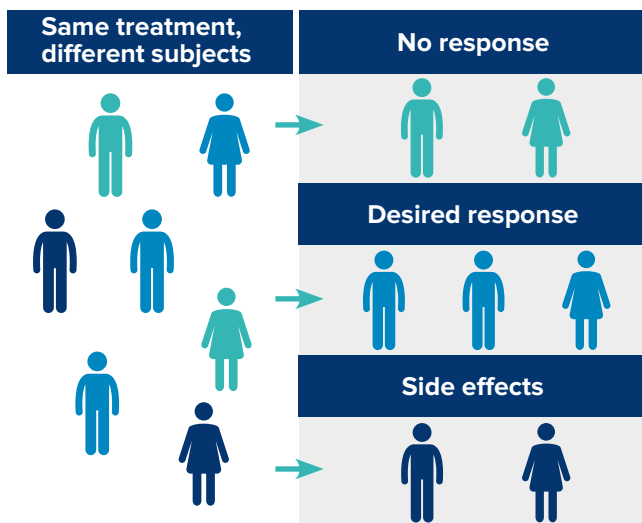 Same treatment,
different subjects
No response
Desired response
Side effects